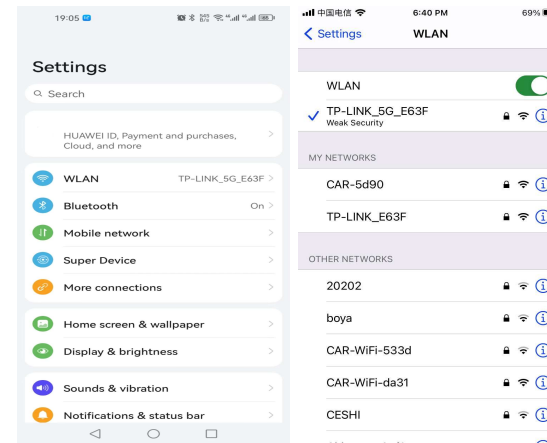 19:05
Settings
Search
HUAWEI ID, Payment and purchases,
Cloud, and more
WLAN TP-LINK_5G_E63F
Bluetooth On
Mobile network
Super Device
More connections
Home screen & wallpaper
Display & brightness
Sounds & vibration
Notifications & status bar
中国电信 6:40 PM 69%
Settings WLAN
WLAN
TP-LINK_5G_E63F
Weak Security
MY NETWORKS
CAR-5d90
TP-LINK_E63F
OTHER NETWORKS
20202
boya
CAR-WiFi-533d
CAR-WiFi-da31
CESHI